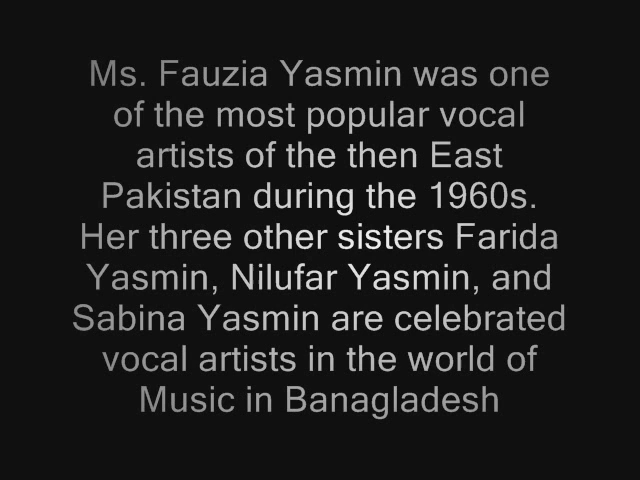 Ms. Fauzia Yasmin was one
of the most popular vocal
artists of the then East
Pakistan during the 1960s.
Her three other sisters Farida
Yasmin, Nilufar Yasmin, and
Sabina Yasmin are celebrated
vocal artists in the world of
Music in Banagladesh